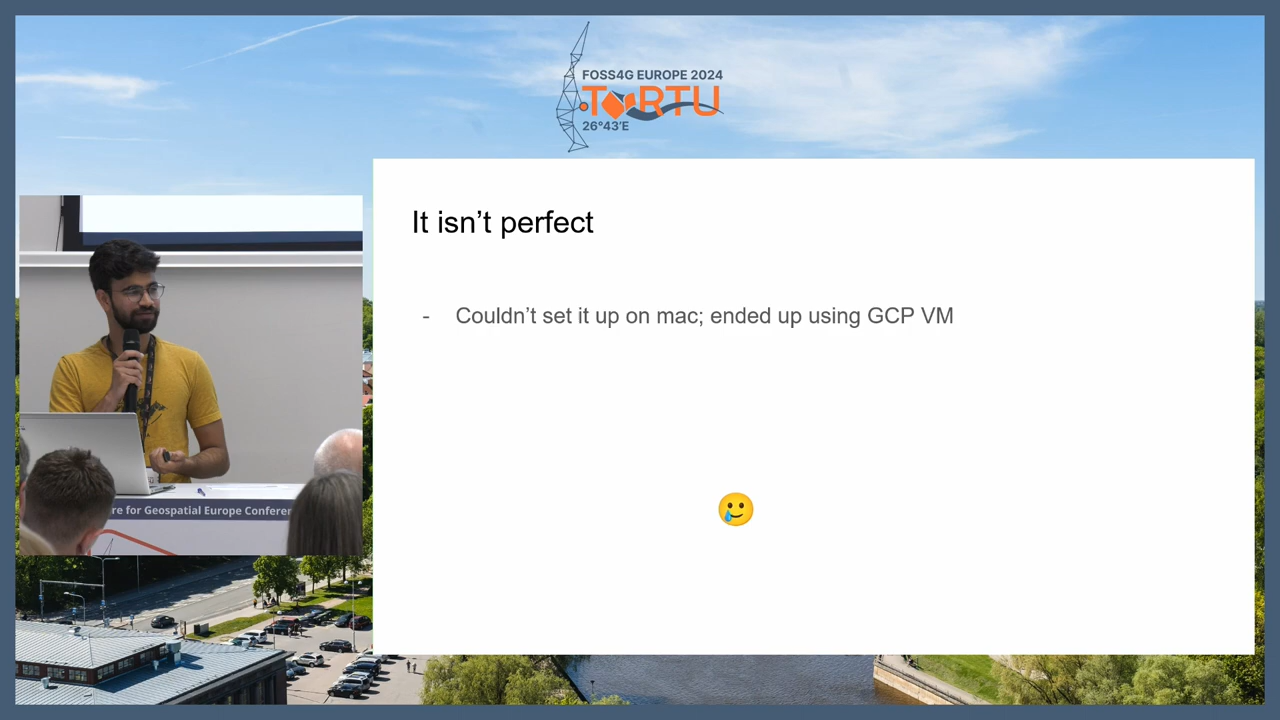 FOSS4G EUROPE 2024
TARTU
26°43'E
It isn’t perfect
- Couldn’t set it up on mac; ended up using GCP VM
re for Geospatial Europe Conferen